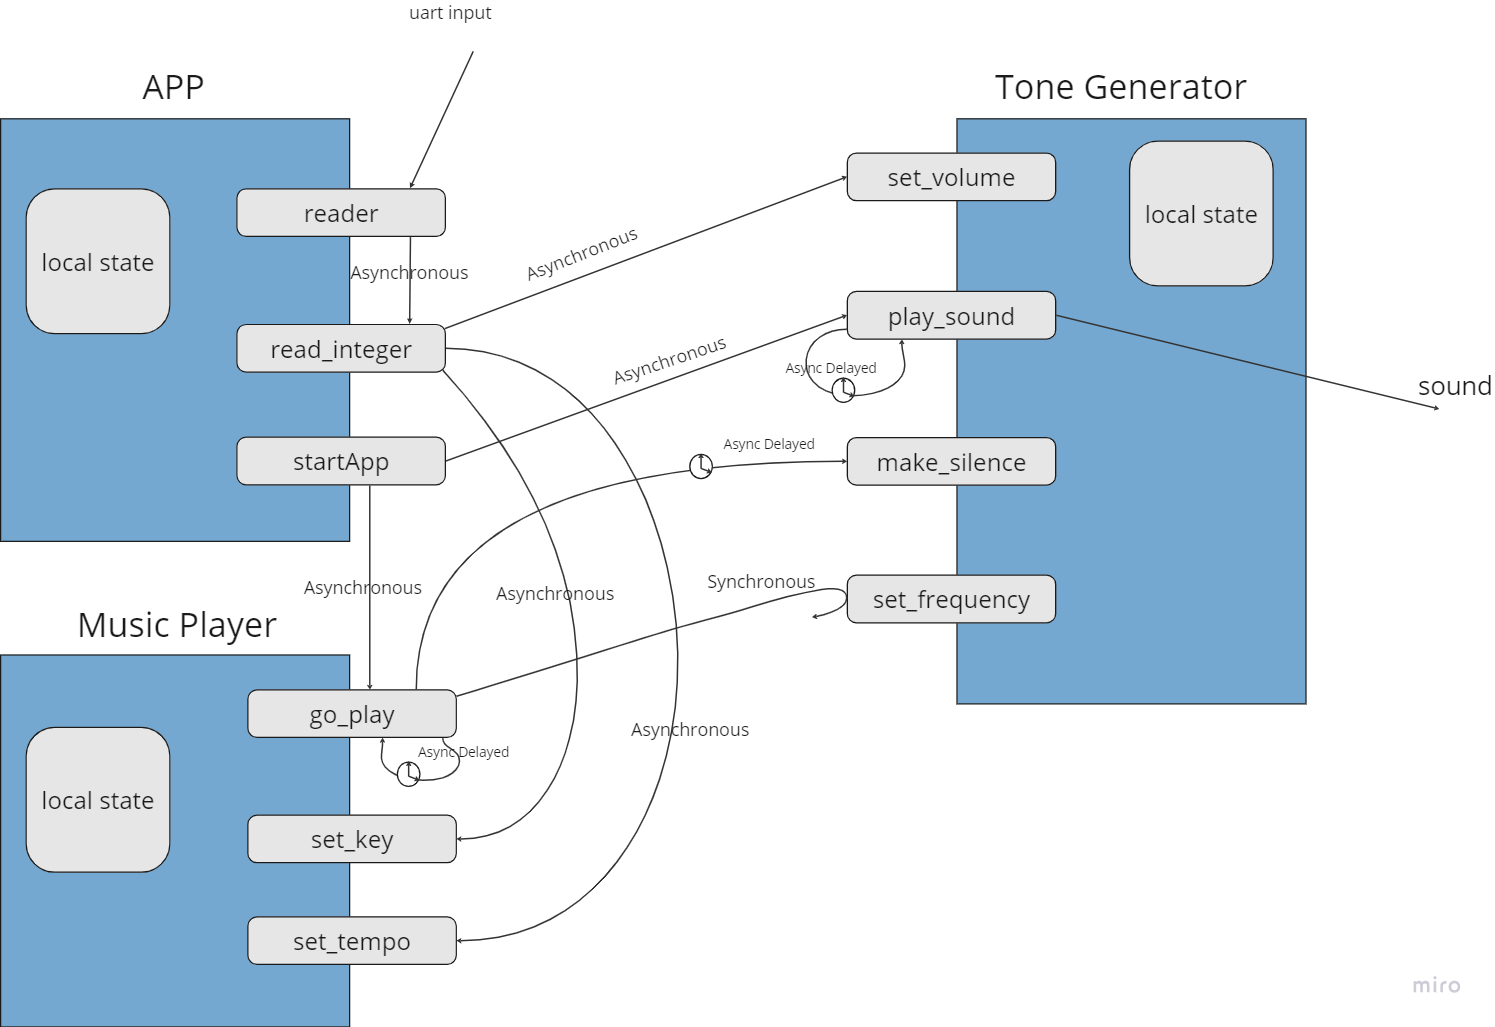 uart input
APP
Tone Generator
local state
reader
Asynchronous
read_integer
startApp
Asynchronous
Asynchronous
set_volume
local state
play_sound
Async Delayed
sound
Async Delayed
make_silence
Synchronous
set_frequency
Asynchronous
Asynchronous
Music Player
local state
go_play
Async Delayed
Asynchronous
set_key
set_tempo
miro